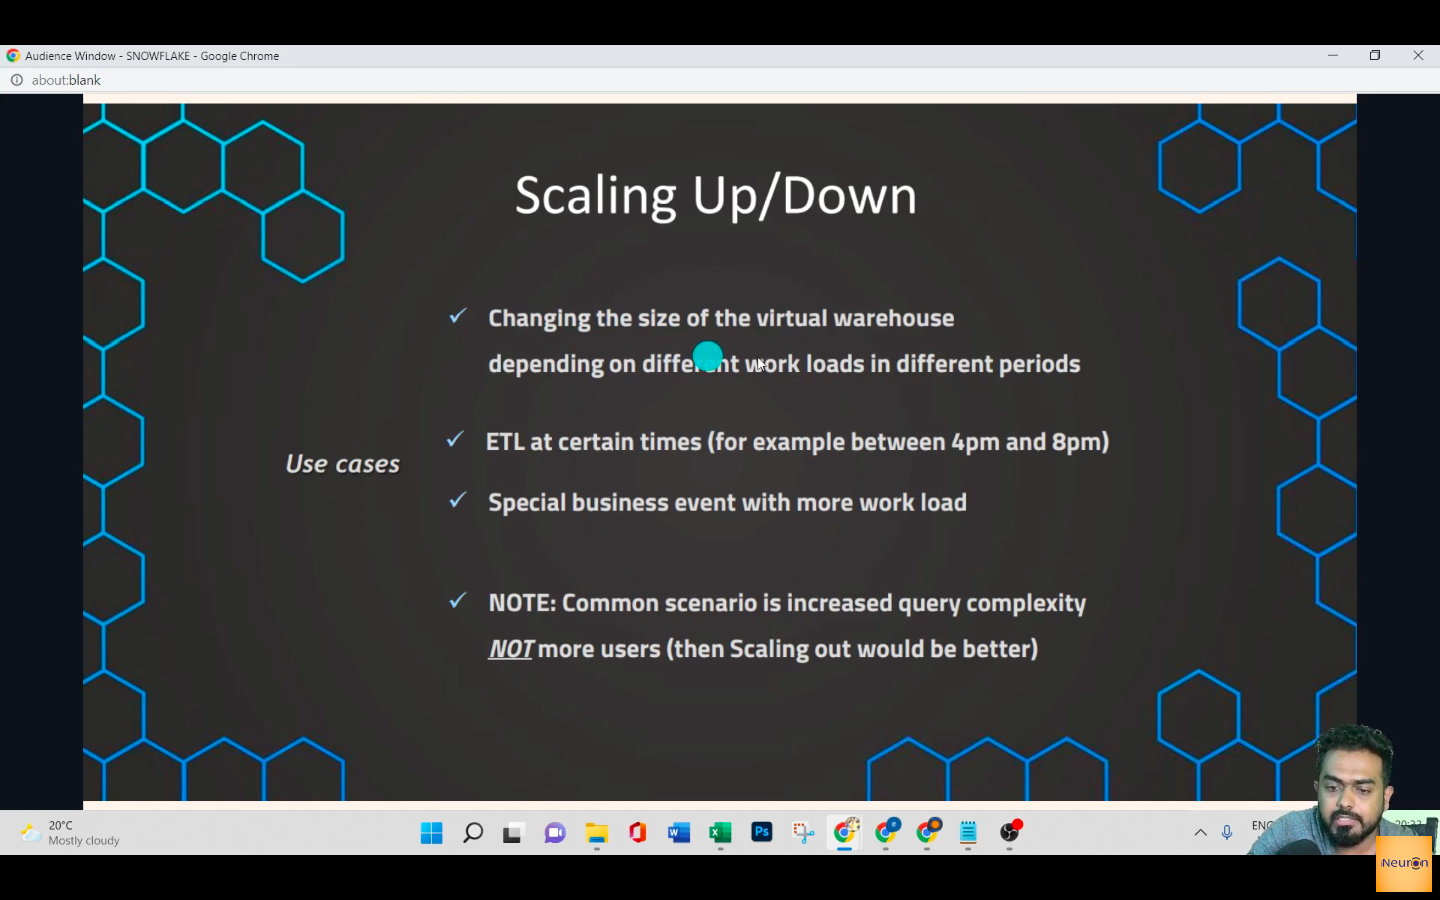 Audience Window - SNOWFLAKE - Google Chrome
about:blank
Scaling Up/Down
✓ Changing the size of the virtual warehouse
depending on different work loads in different periods
Use cases
✓ ETL at certain times (for example between 4pm and 8pm)
✓ Special business event with more work load
✓ NOTE: Common scenario is increased query complexity
NOT more users (then Scaling out would be better)
20°C
Mostly cloudy
Ps
ENG
Neuron